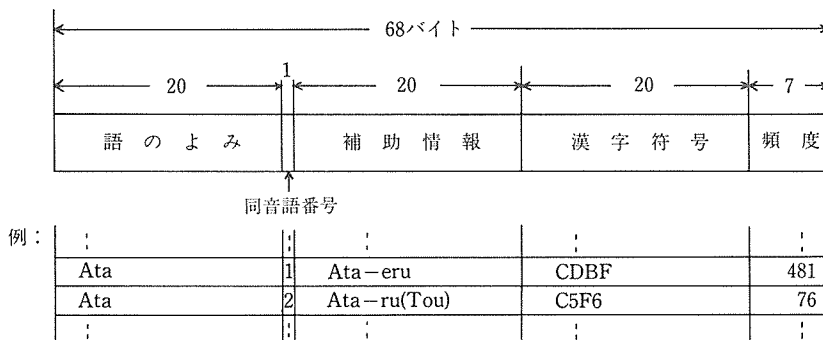 68バイト
20 1 20 20 7
語のよみ 補助情報 漢字符号 頻度
同音語番号
例：
Ata 1 Ata－eru CDBF 481
Ata 2 Ata－ru(Tou) C5F6 76